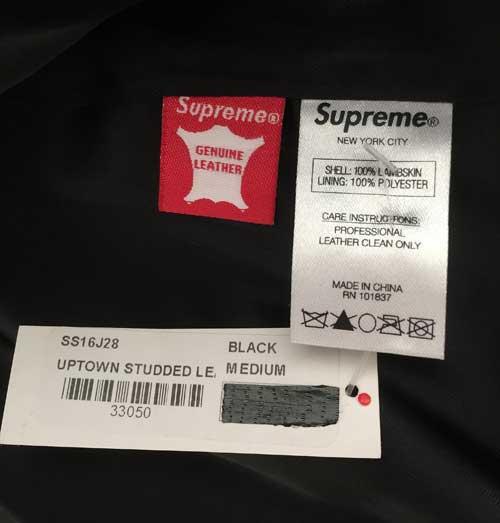 Supreme®
GENUINE
LEATHER
Supreme®
NEW YORK CITY
SHELL: 100% LAMBSKIN
LINING: 100% POLYESTER
CARE INSTRUCTIONS:
PROFESSIONAL
LEATHER CLEAN ONLY
MADE IN CHINA
RN 101837
SS16J28
UPTOWN STUDDED LE
33050
BLACK
MEDIUM